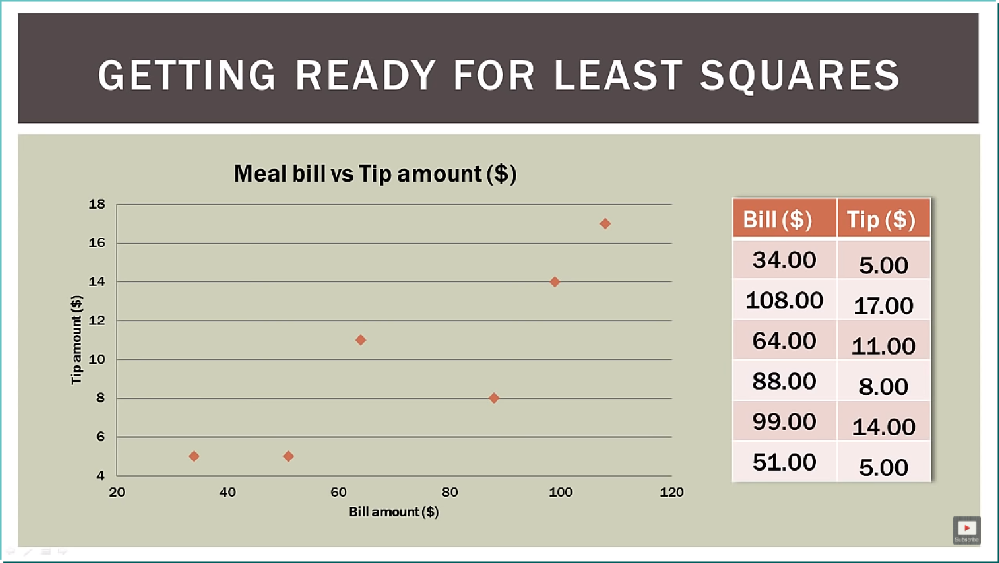 GETTING READY FOR LEAST SQUARES
Meal bill vs Tip amount ($)
18
16
14
12
10
8
6
4
Tip amount ($)
20 40 60 80 100 120
Bill amount ($)
Bill ($) Tip ($)
34.00 5.00
108.00 17.00
64.00 11.00
88.00 8.00
99.00 14.00
51.00 5.00
Subscribe